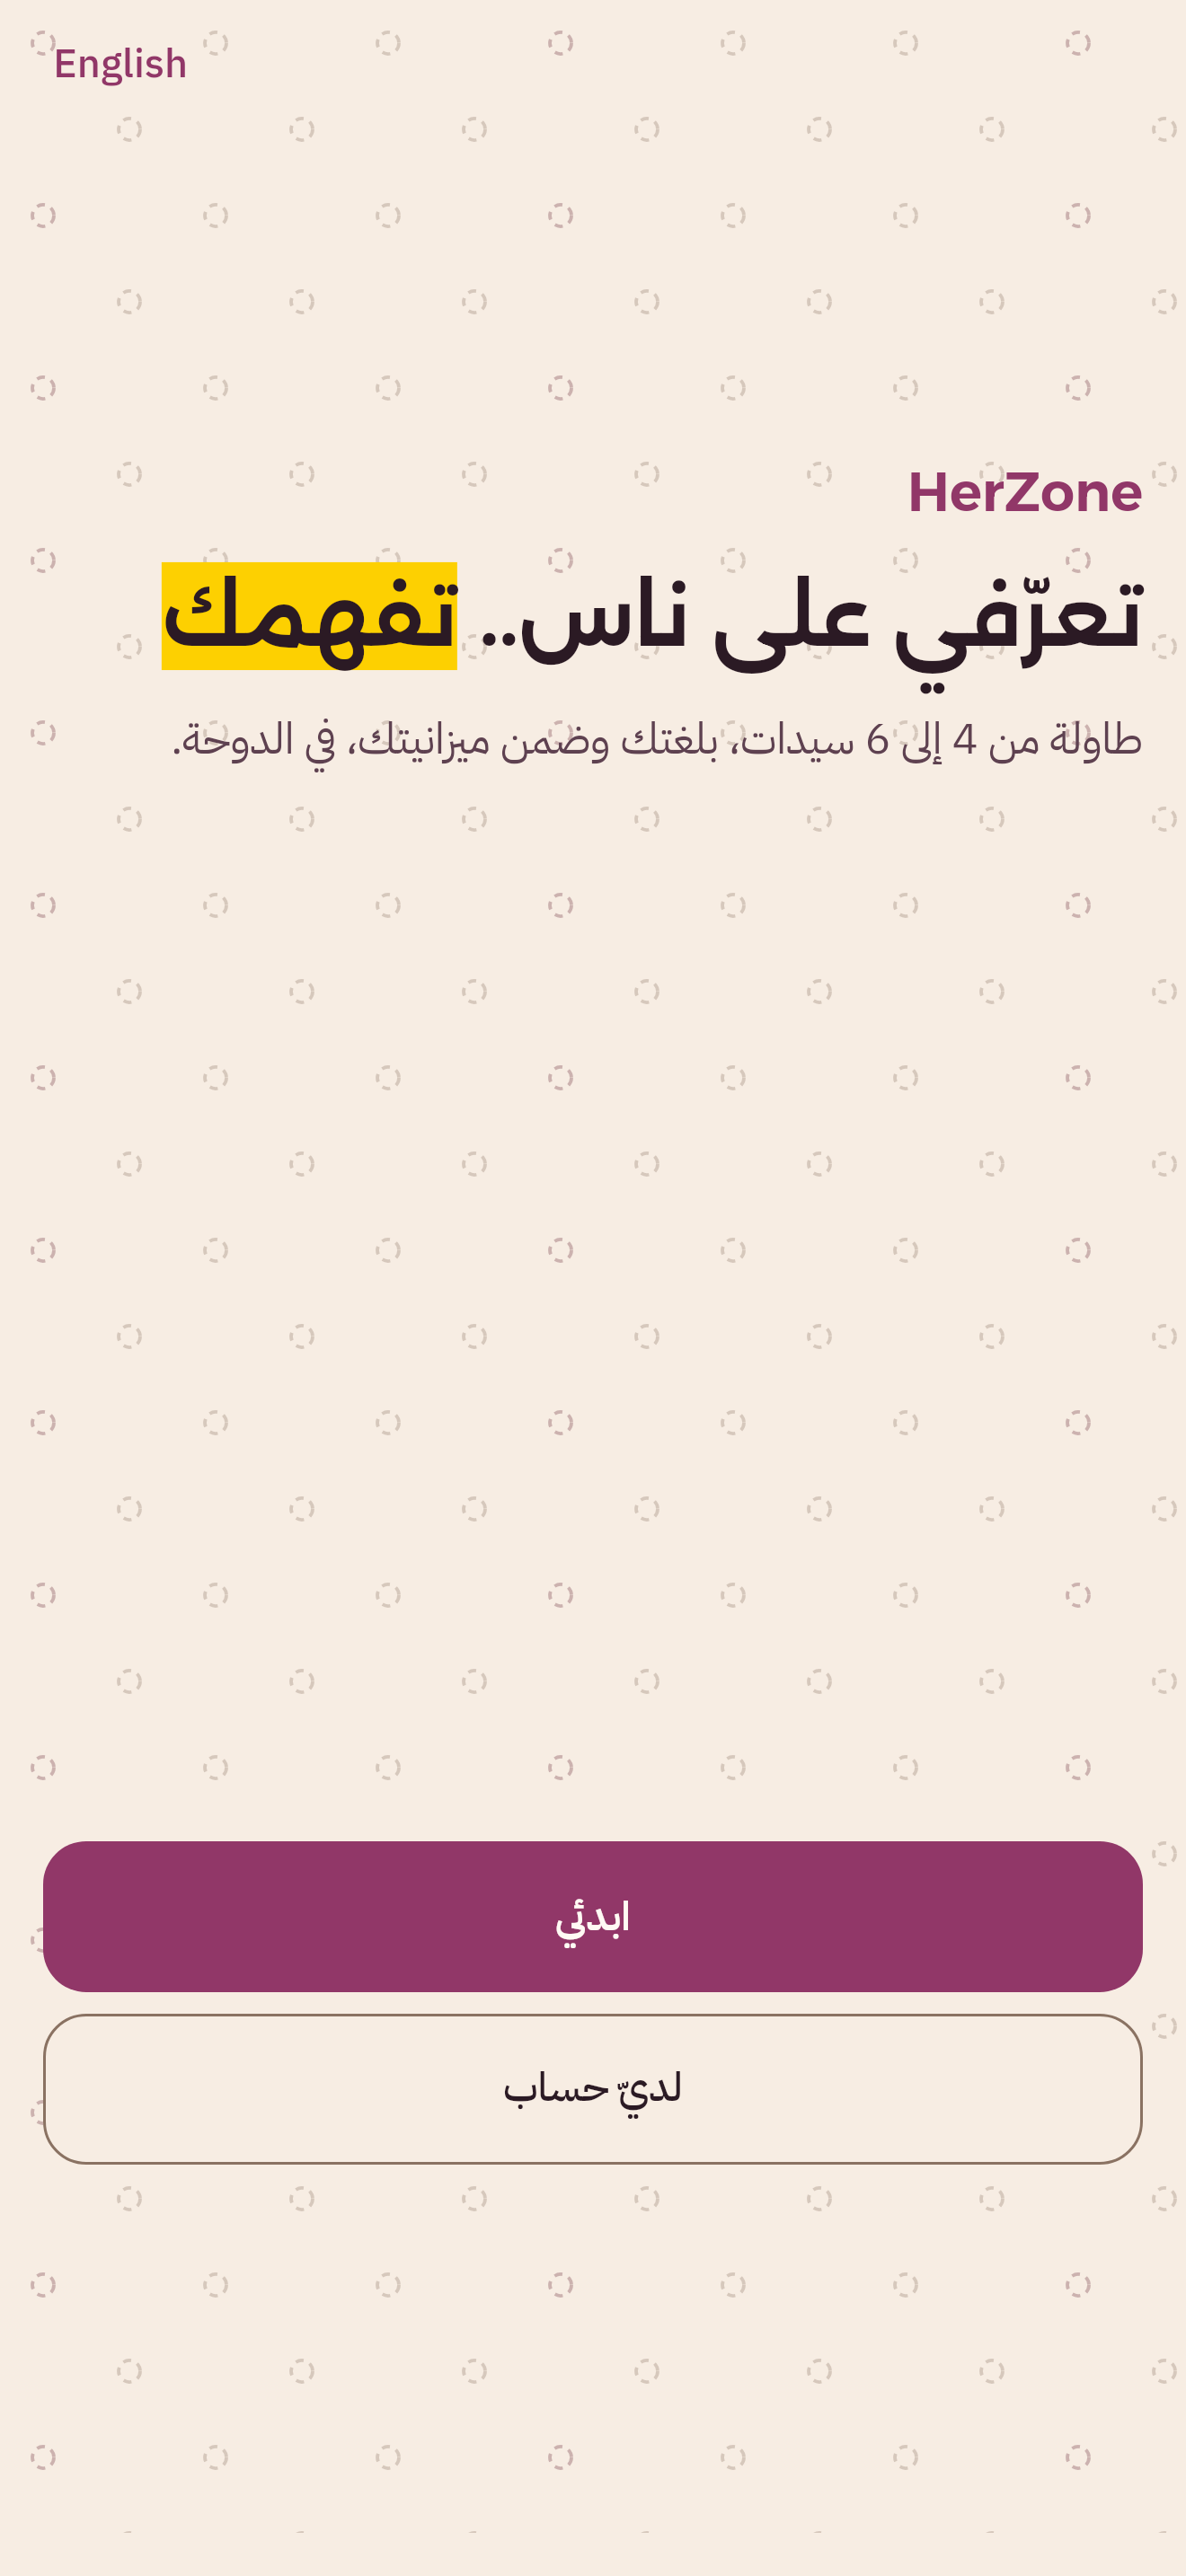 English
HerZone
تعرّفي على ناس.. تفهمك
طاولة من 4 إلى 6 سيدات، بلغتك وضمن ميزانيتك، في الدوحة.
ابدئي
لديّ حساب